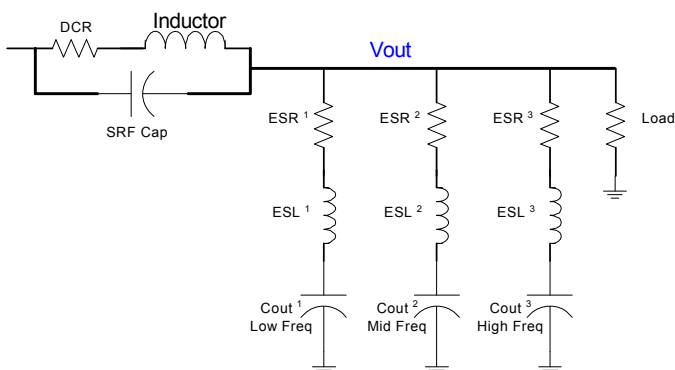 Inductor
DCR
Vout
SRF Cap
ESR 1
ESR 2
ESR 3
Load
ESL 1
ESL 2
ESL 3
Cout 1
Low Freq
Cout 2
Mid Freq
Cout 3
High Freq